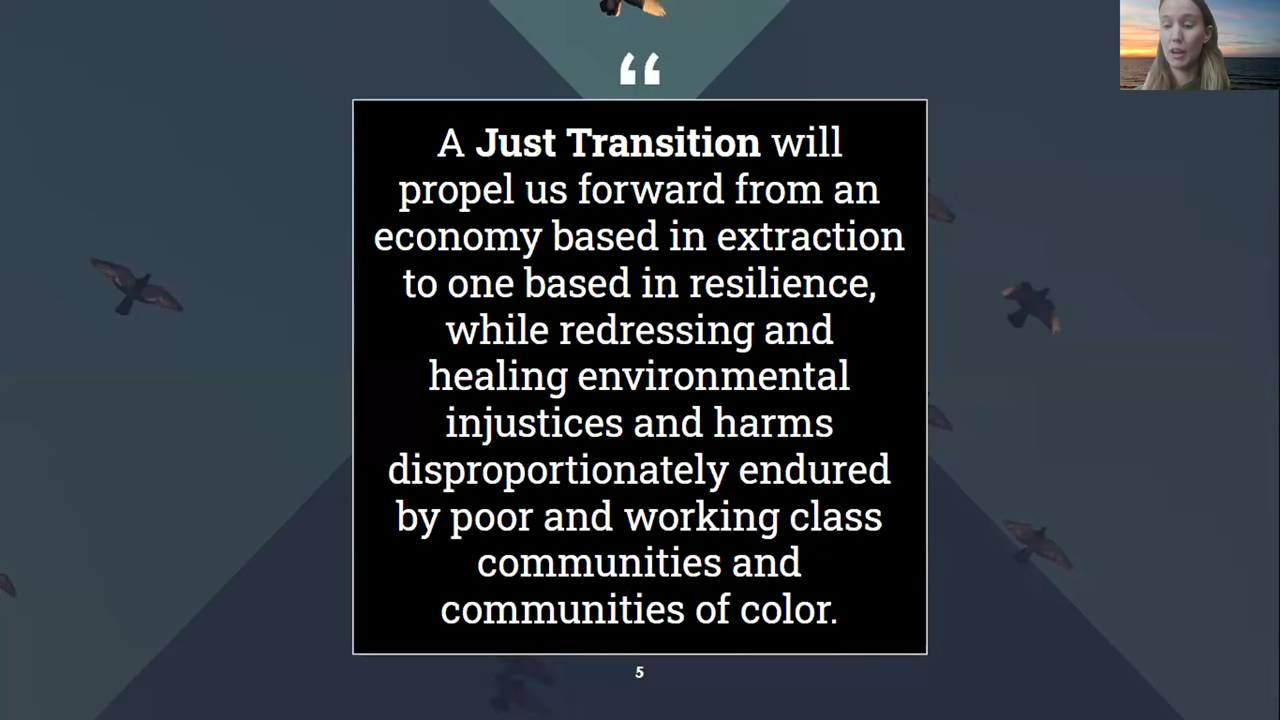 “
A Just Transition will
propel us forward from an
economy based in extraction
to one based in resilience,
while redressing and
healing environmental
injustices and harms
disproportionately endured
by poor and working class
communities and
communities of color.
5